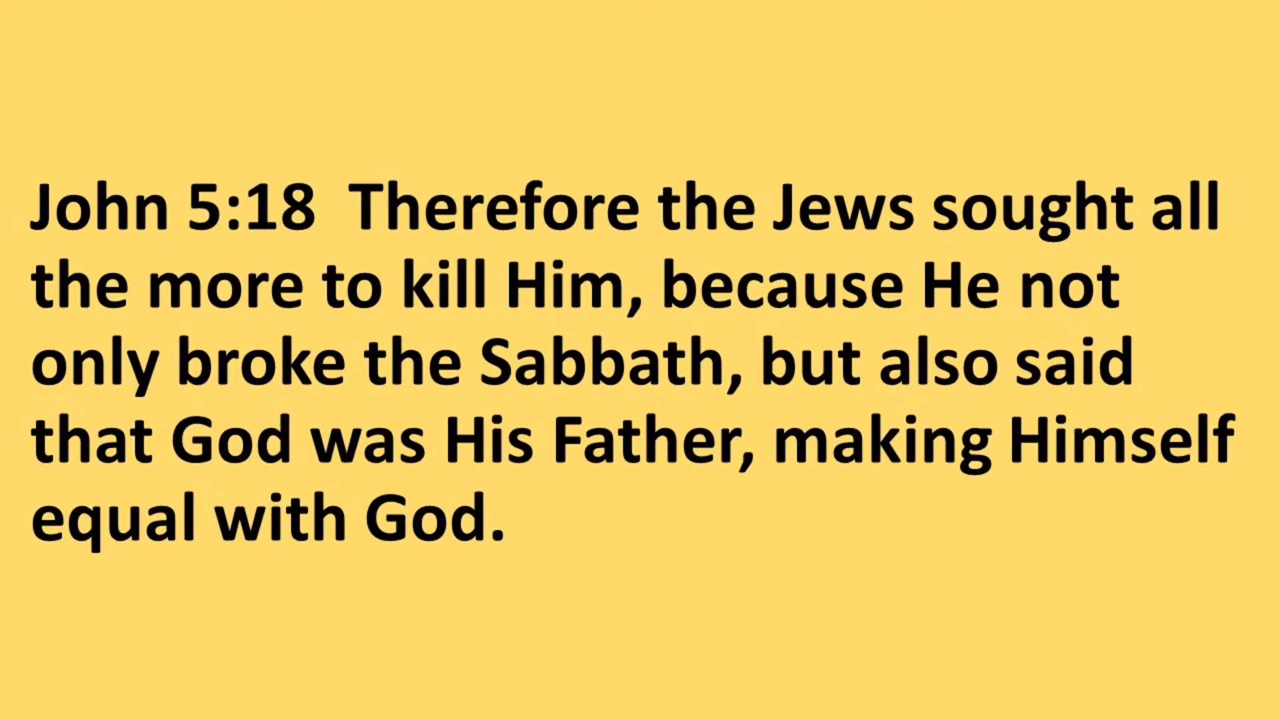 John 5:18  Therefore the Jews sought all
the more to kill Him, because He not
only broke the Sabbath, but also said
that God was His Father, making Himself
equal with God.